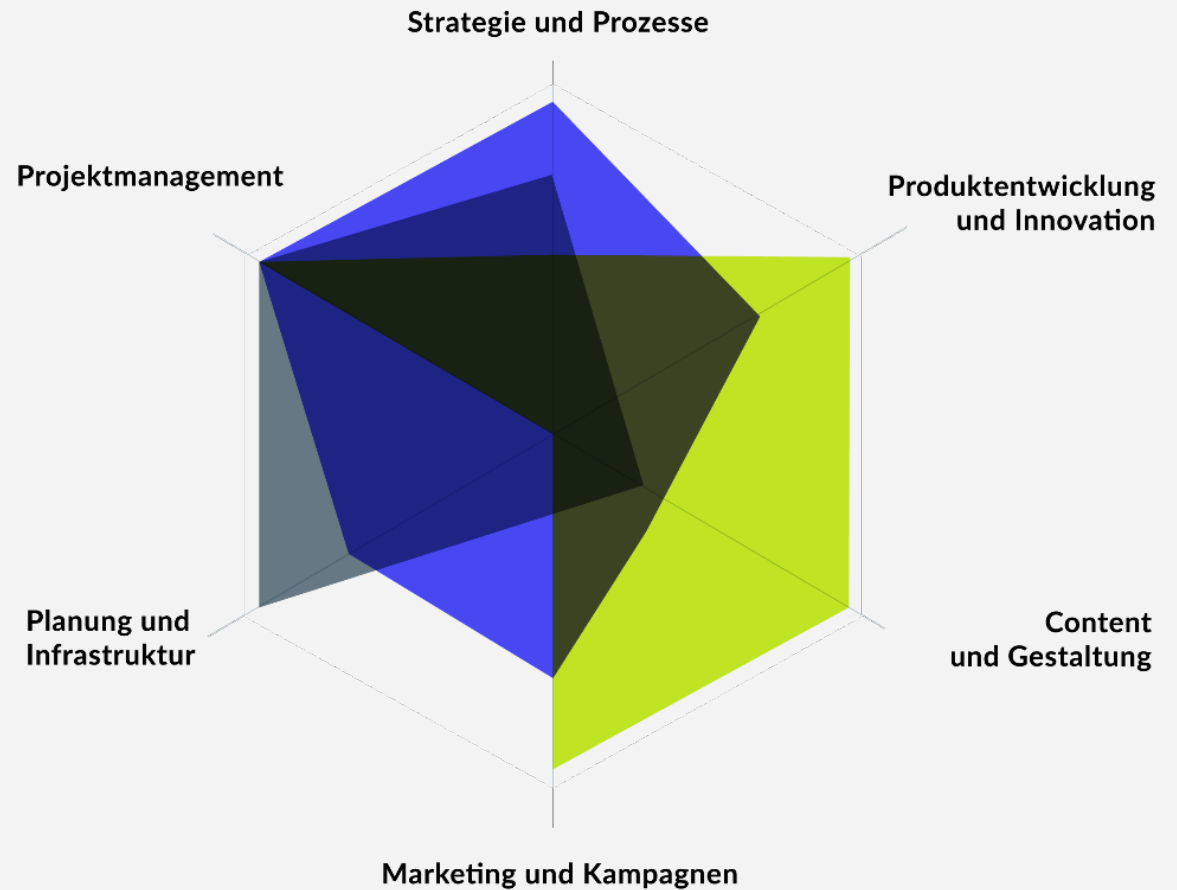 Strategie und Prozesse
Projektmanagement
Produktentwicklung
und Innovation
Planung und
Infrastruktur
Content
und Gestaltung
Marketing und Kampagnen